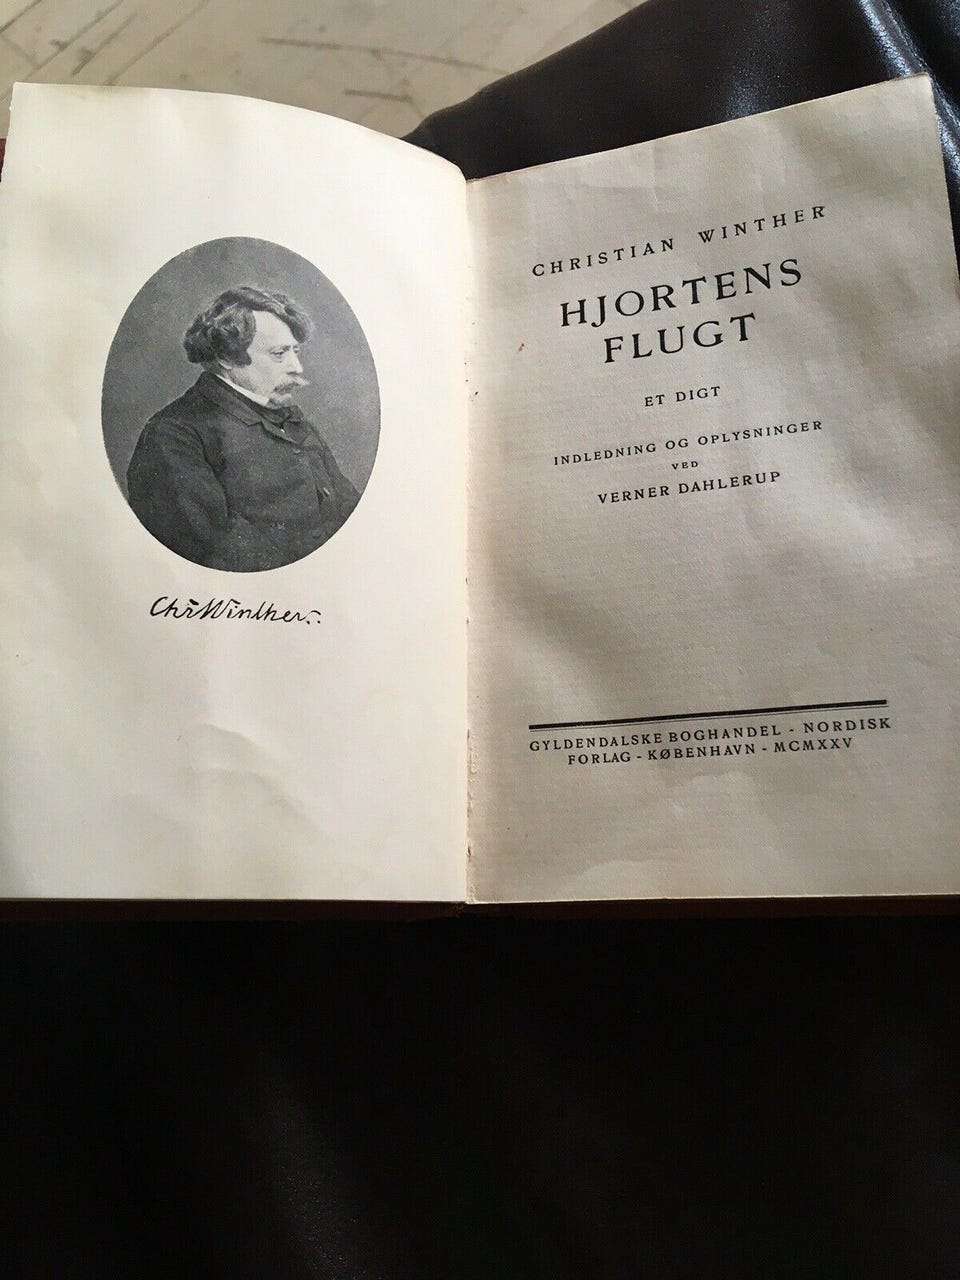 Chr. Winther.
CHRISTIAN WINTHER
HJORTENS
FLUGT
ET DIGT
INDLEDNING OG OPLYSNINGER
VED
VERNER DAHLERUP
GYLDENDALSKE BOGHANDEL - NORDISK
FORLAG - KØBENHAVN - MCMXXV